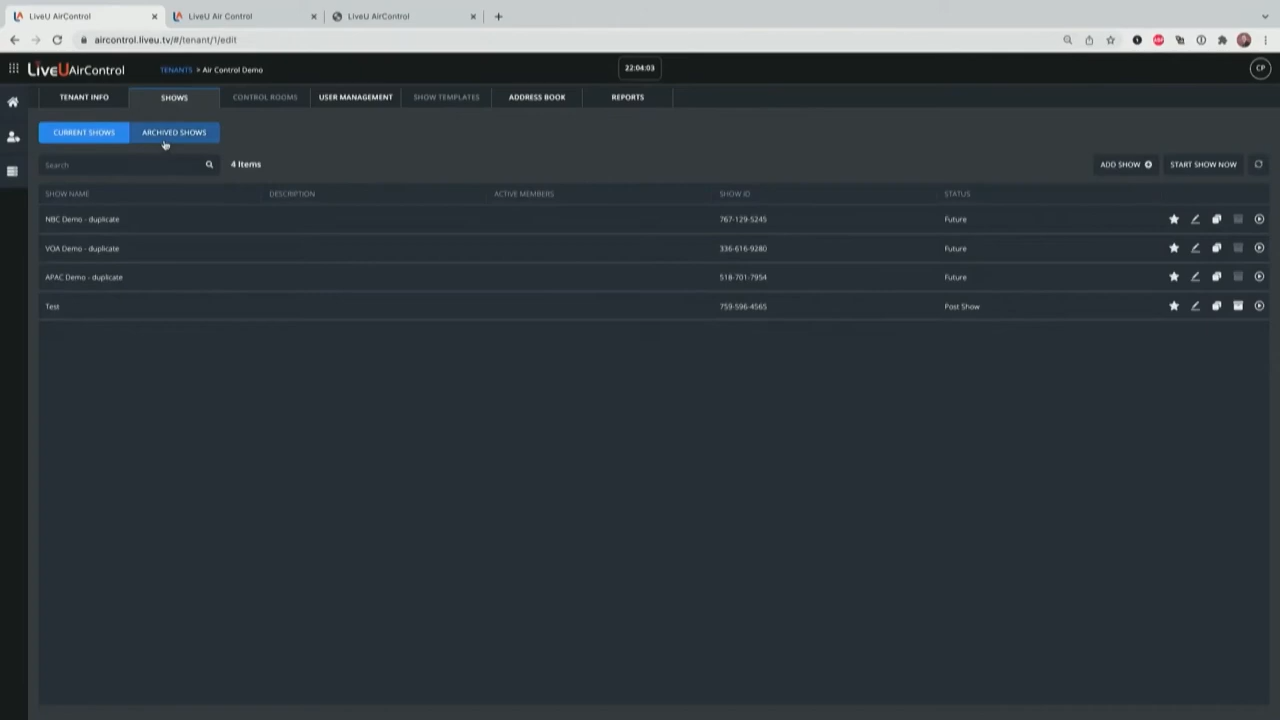 LiveU AirControl
LiveU Air Control
LiveU AirControl
aircontrol.liveu.tv/#/tenant/1/edit
LiveU AirControl
TENANTS > Air Control Demo
22:04:03
CP
TENANT INFO
SHOWS
CONTROL ROOMS
USER MANAGEMENT
SHOW TEMPLATES
ADDRESS BOOK
REPORTS
CURRENT SHOWS
ARCHIVED SHOWS
Search
4 Items
ADD SHOW
START SHOW NOW
SHOW NAME DESCRIPTION ACTIVE MEMBERS SHOW ID STATUS
NBC Demo - duplicate 767-129-5245 Future
VOA Demo - duplicate 336-616-9280 Future
APAC Demo - duplicate 518-701-7954 Future
Test 759-596-4565 Post Show